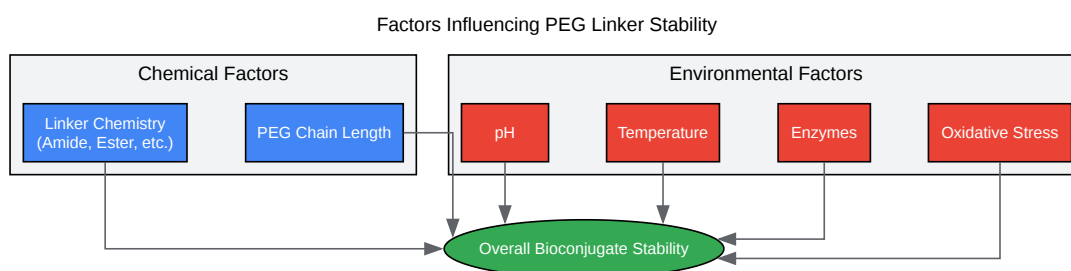 Factors Influencing PEG Linker Stability
Chemical Factors
Environmental Factors
Linker Chemistry
(Amide, Ester, etc.)
PEG Chain Length
pH
Temperature
Enzymes
Oxidative Stress
Overall Bioconjugate Stability